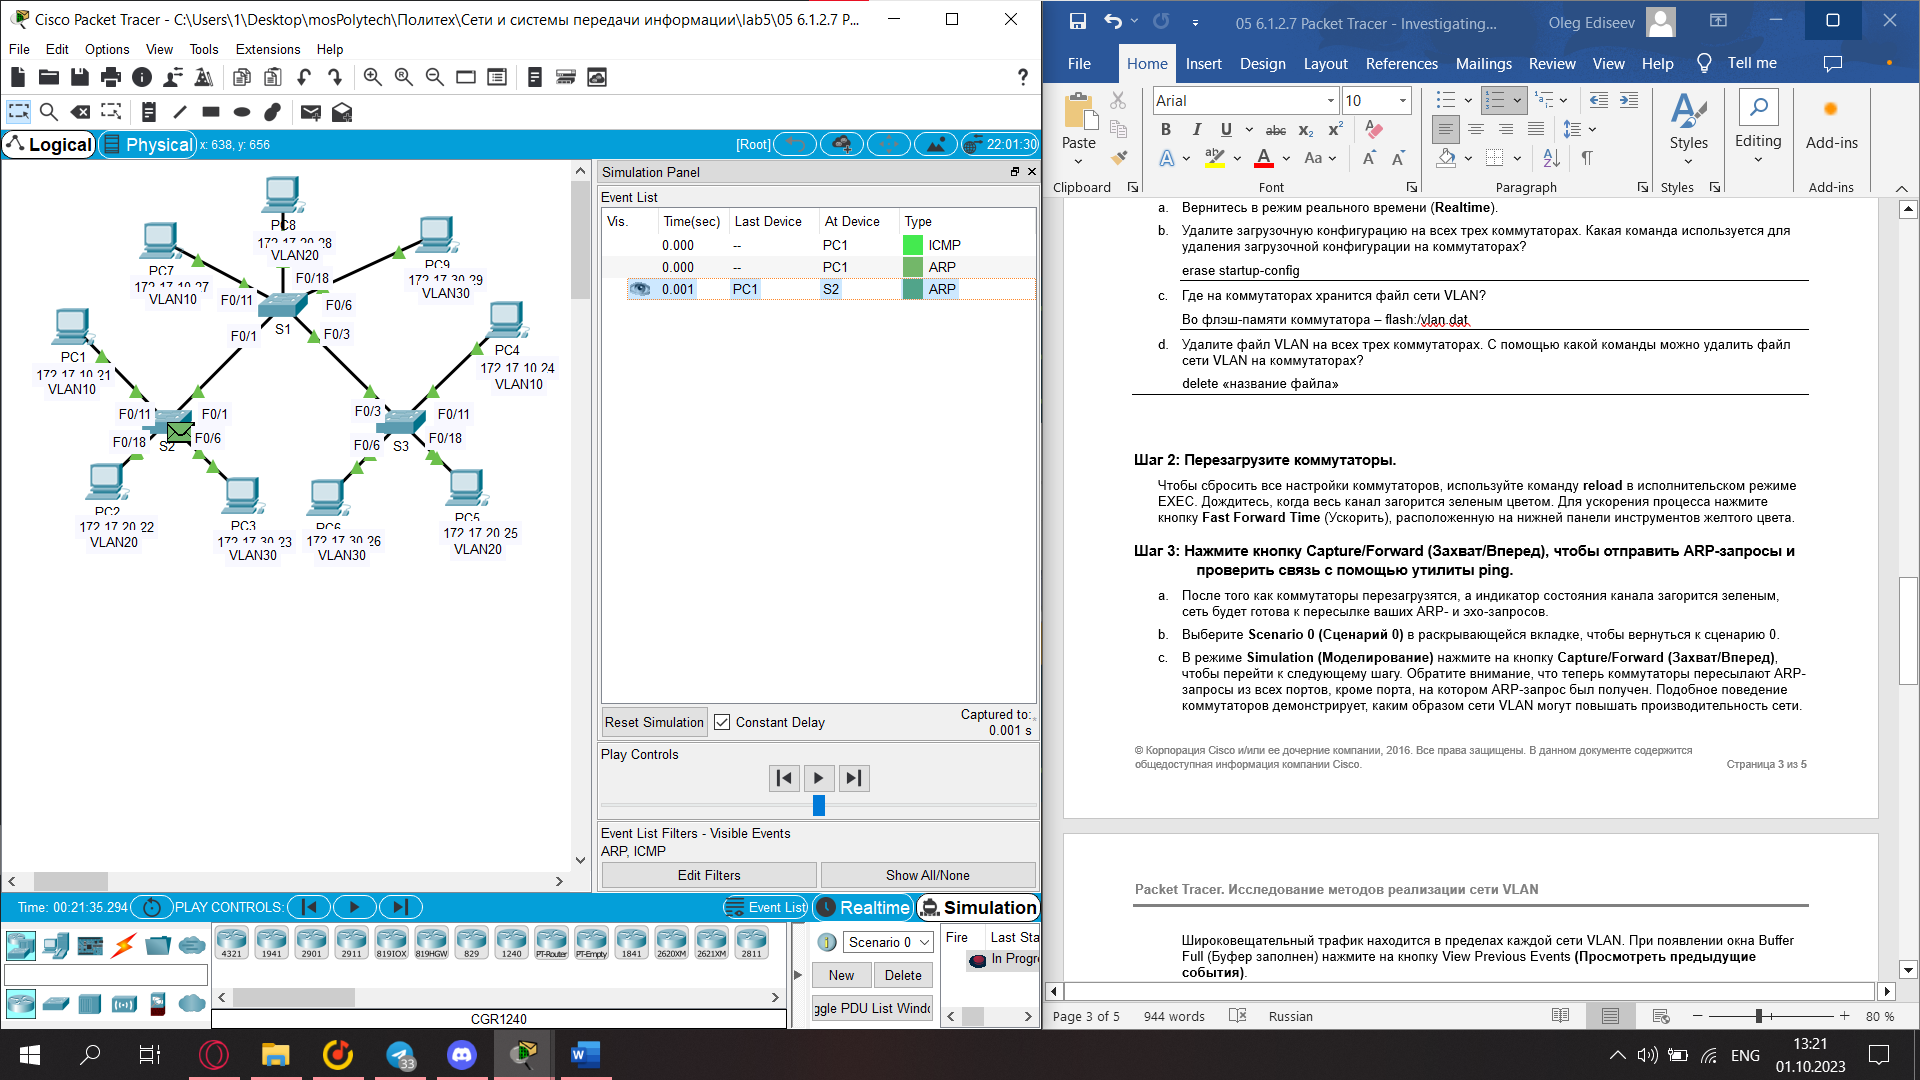 Cisco Packet Tracer - C:\Users\1\Desktop\mosPolytech\Политех\Сети и системы передачи информации\lab5\05 6.1.2.7 P...
File Edit Options View Tools Extensions Help
Logical
Physical
x: 638, y: 656
[Root]
22:01:30
PC8
172.17.20.28
VLAN20
PC7
172.17.10.27
VLAN10
PC9
172.17.30.29
VLAN30
F0/18
F0/11
F0/6
S1
F0/1
F0/3
PC1
172.17.10.21
VLAN10
PC4
172.17.10.24
VLAN10
F0/11
F0/1
F0/18
F0/6
S2
F0/3
F0/11
F0/6
F0/18
S3
PC2
172.17.20.22
VLAN20
PC3
172.17.30.23
VLAN30
PC6
172.17.30.26
VLAN30
PC5
172.17.20.25
VLAN20
Simulation Panel
Event List
Vis. Time(sec) Last Device At Device Type
0.000 -- PC1 ICMP
0.000 -- PC1 ARP
0.001 PC1 S2 ARP
Reset Simulation
Constant Delay
Captured to:
0.001 s
Play Controls
Event List Filters - Visible Events
ARP, ICMP
Edit Filters
Show All/None
Time: 00:21:35.294
PLAY CONTROLS:
Event List
Realtime
Simulation
4321 1941 2901 2911 819IOX 819HGW 829 1240 PT-Router PT-Empty 1841 2620XM 2621XM 2811
CGR1240
Scenario 0
New
Delete
ggle PDU List Windo
Fire Last Sta
In Progre
05 6.1.2.7 Packet Tracer - Investigating...
Oleg Ediseev
File Home Insert Design Layout References Mailings Review View Help Tell me
Paste
Arial
10
Styles
Editing
Add-ins
Clipboard
Font
Paragraph
Styles
Add-ins
a. Вернитесь в режим реального времени (Realtime).
b. Удалите загрузочную конфигурацию на всех трех коммутаторах. Какая команда используется для
удаления загрузочной конфигурации на коммутаторах?
erase startup-config
c. Где на коммутаторах хранится файл сети VLAN?
Во флэш-памяти коммутатора – flash:/vlan.dat
d. Удалите файл VLAN на всех трех коммутаторах. С помощью какой команды можно удалить файл
сети VLAN на коммутаторах?
delete «название файла»
Шаг 2: Перезагрузите коммутаторы.
Чтобы сбросить все настройки коммутаторов, используйте команду reload в исполнительском режиме
EXEC. Дождитесь, когда весь канал загорится зеленым цветом. Для ускорения процесса нажмите
кнопку Fast Forward Time (Ускорить), расположенную на нижней панели инструментов желтого цвета.
Шаг 3: Нажмите кнопку Capture/Forward (Захват/Вперед), чтобы отправить ARP-запросы и
проверить связь с помощью утилиты ping.
a. После того как коммутаторы перезагрузятся, а индикатор состояния канала загорится зеленым,
сеть будет готова к пересылке ваших ARP- и эхо-запросов.
b. Выберите Scenario 0 (Сценарий 0) в раскрывающейся вкладке, чтобы вернуться к сценарию 0.
c. В режиме Simulation (Моделирование) нажмите на кнопку Capture/Forward (Захват/Вперед),
чтобы перейти к следующему шагу. Обратите внимание, что теперь коммутаторы пересылают ARP-
запросы из всех портов, кроме порта, на котором ARP-запрос был получен. Подобное поведение
коммутаторов демонстрирует, каким образом сети VLAN могут повышать производительность сети.
© Корпорация Cisco и/или ее дочерние компании, 2016. Все права защищены. В данном документе содержится
общедоступная информация компании Cisco. Страница 3 из 5
Packet Tracer. Исследование методов реализации сети VLAN
Широковещательный трафик находится в пределах каждой сети VLAN. При появлении окна Buffer
Full (Буфер заполнен) нажмите на кнопку View Previous Events (Просмотреть предыдущие
события).
Page 3 of 5 944 words Russian 80 %
33
ENG
13:21
01.10.2023